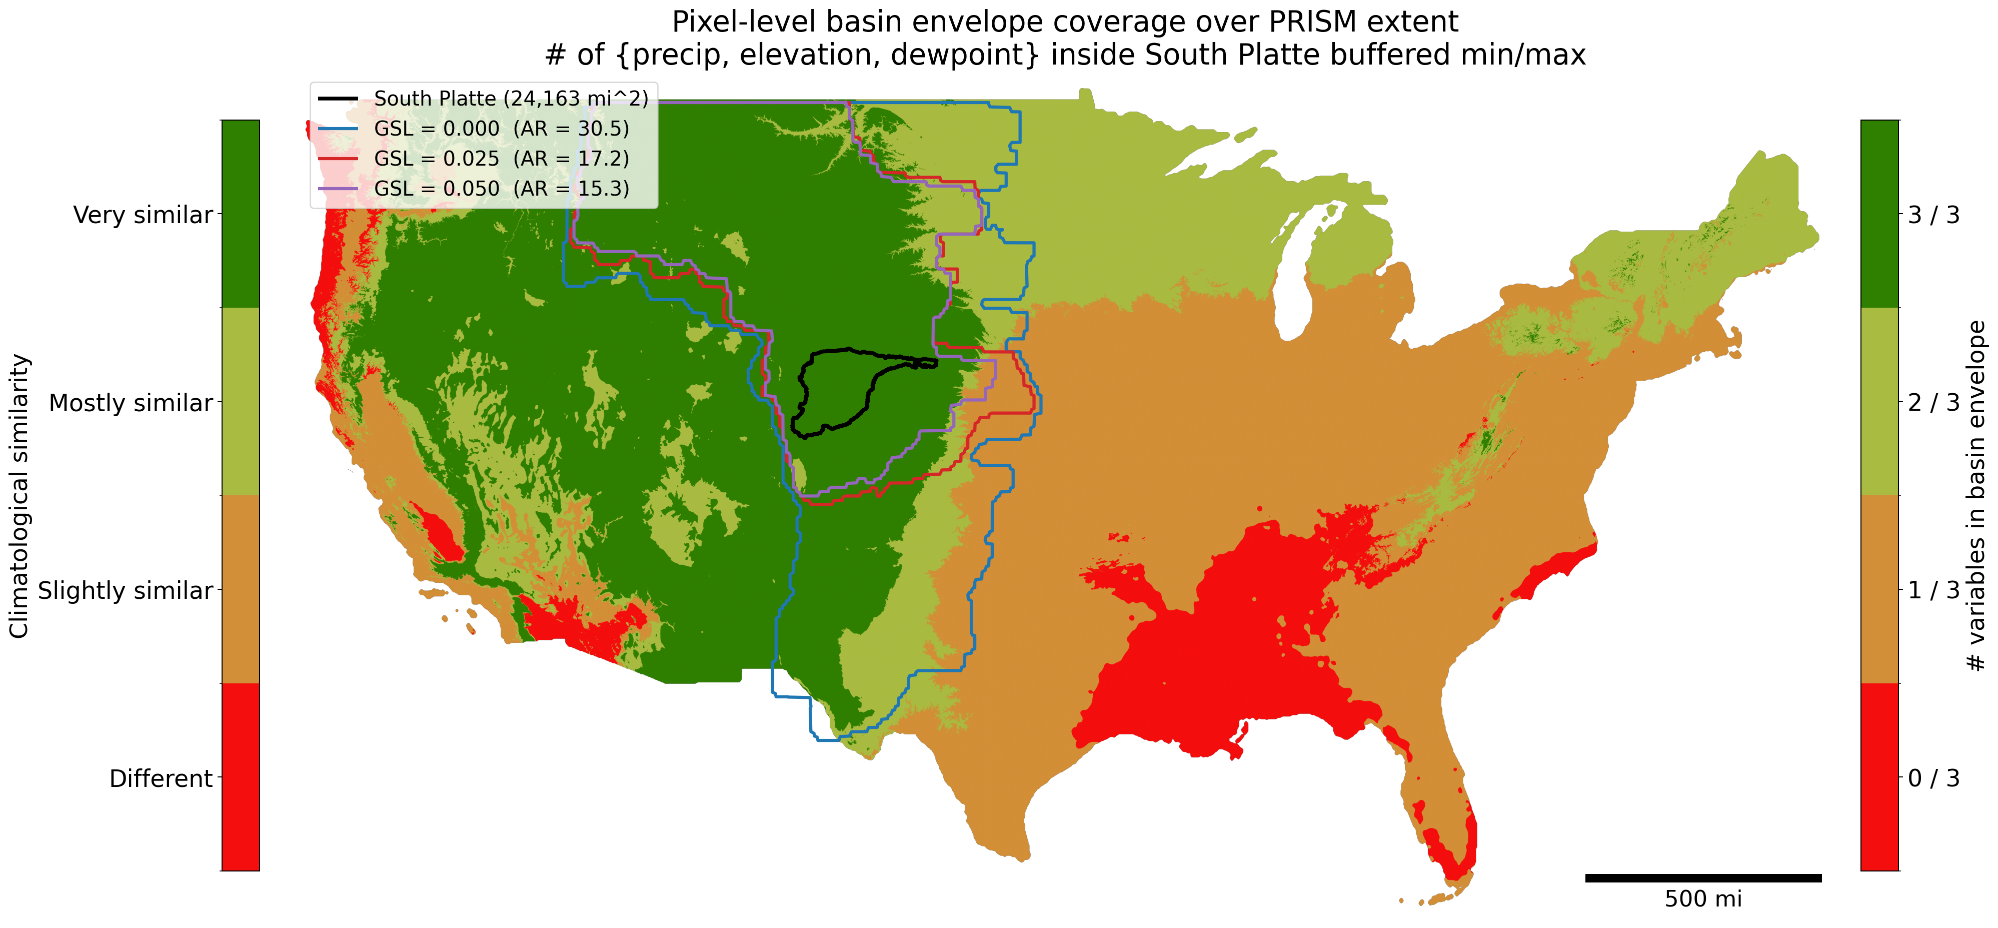 Pixel-level basin envelope coverage over PRISM extent
# of {precip, elevation, dewpoint} inside South Platte buffered min/max
South Platte (24,163 mi^2)
GSL = 0.000  (AR = 30.5)
GSL = 0.025  (AR = 17.2)
GSL = 0.050  (AR = 15.3)
Climatological similarity
Very similar
Mostly similar
Slightly similar
Different
3 / 3
2 / 3
1 / 3
0 / 3
# variables in basin envelope
500 mi